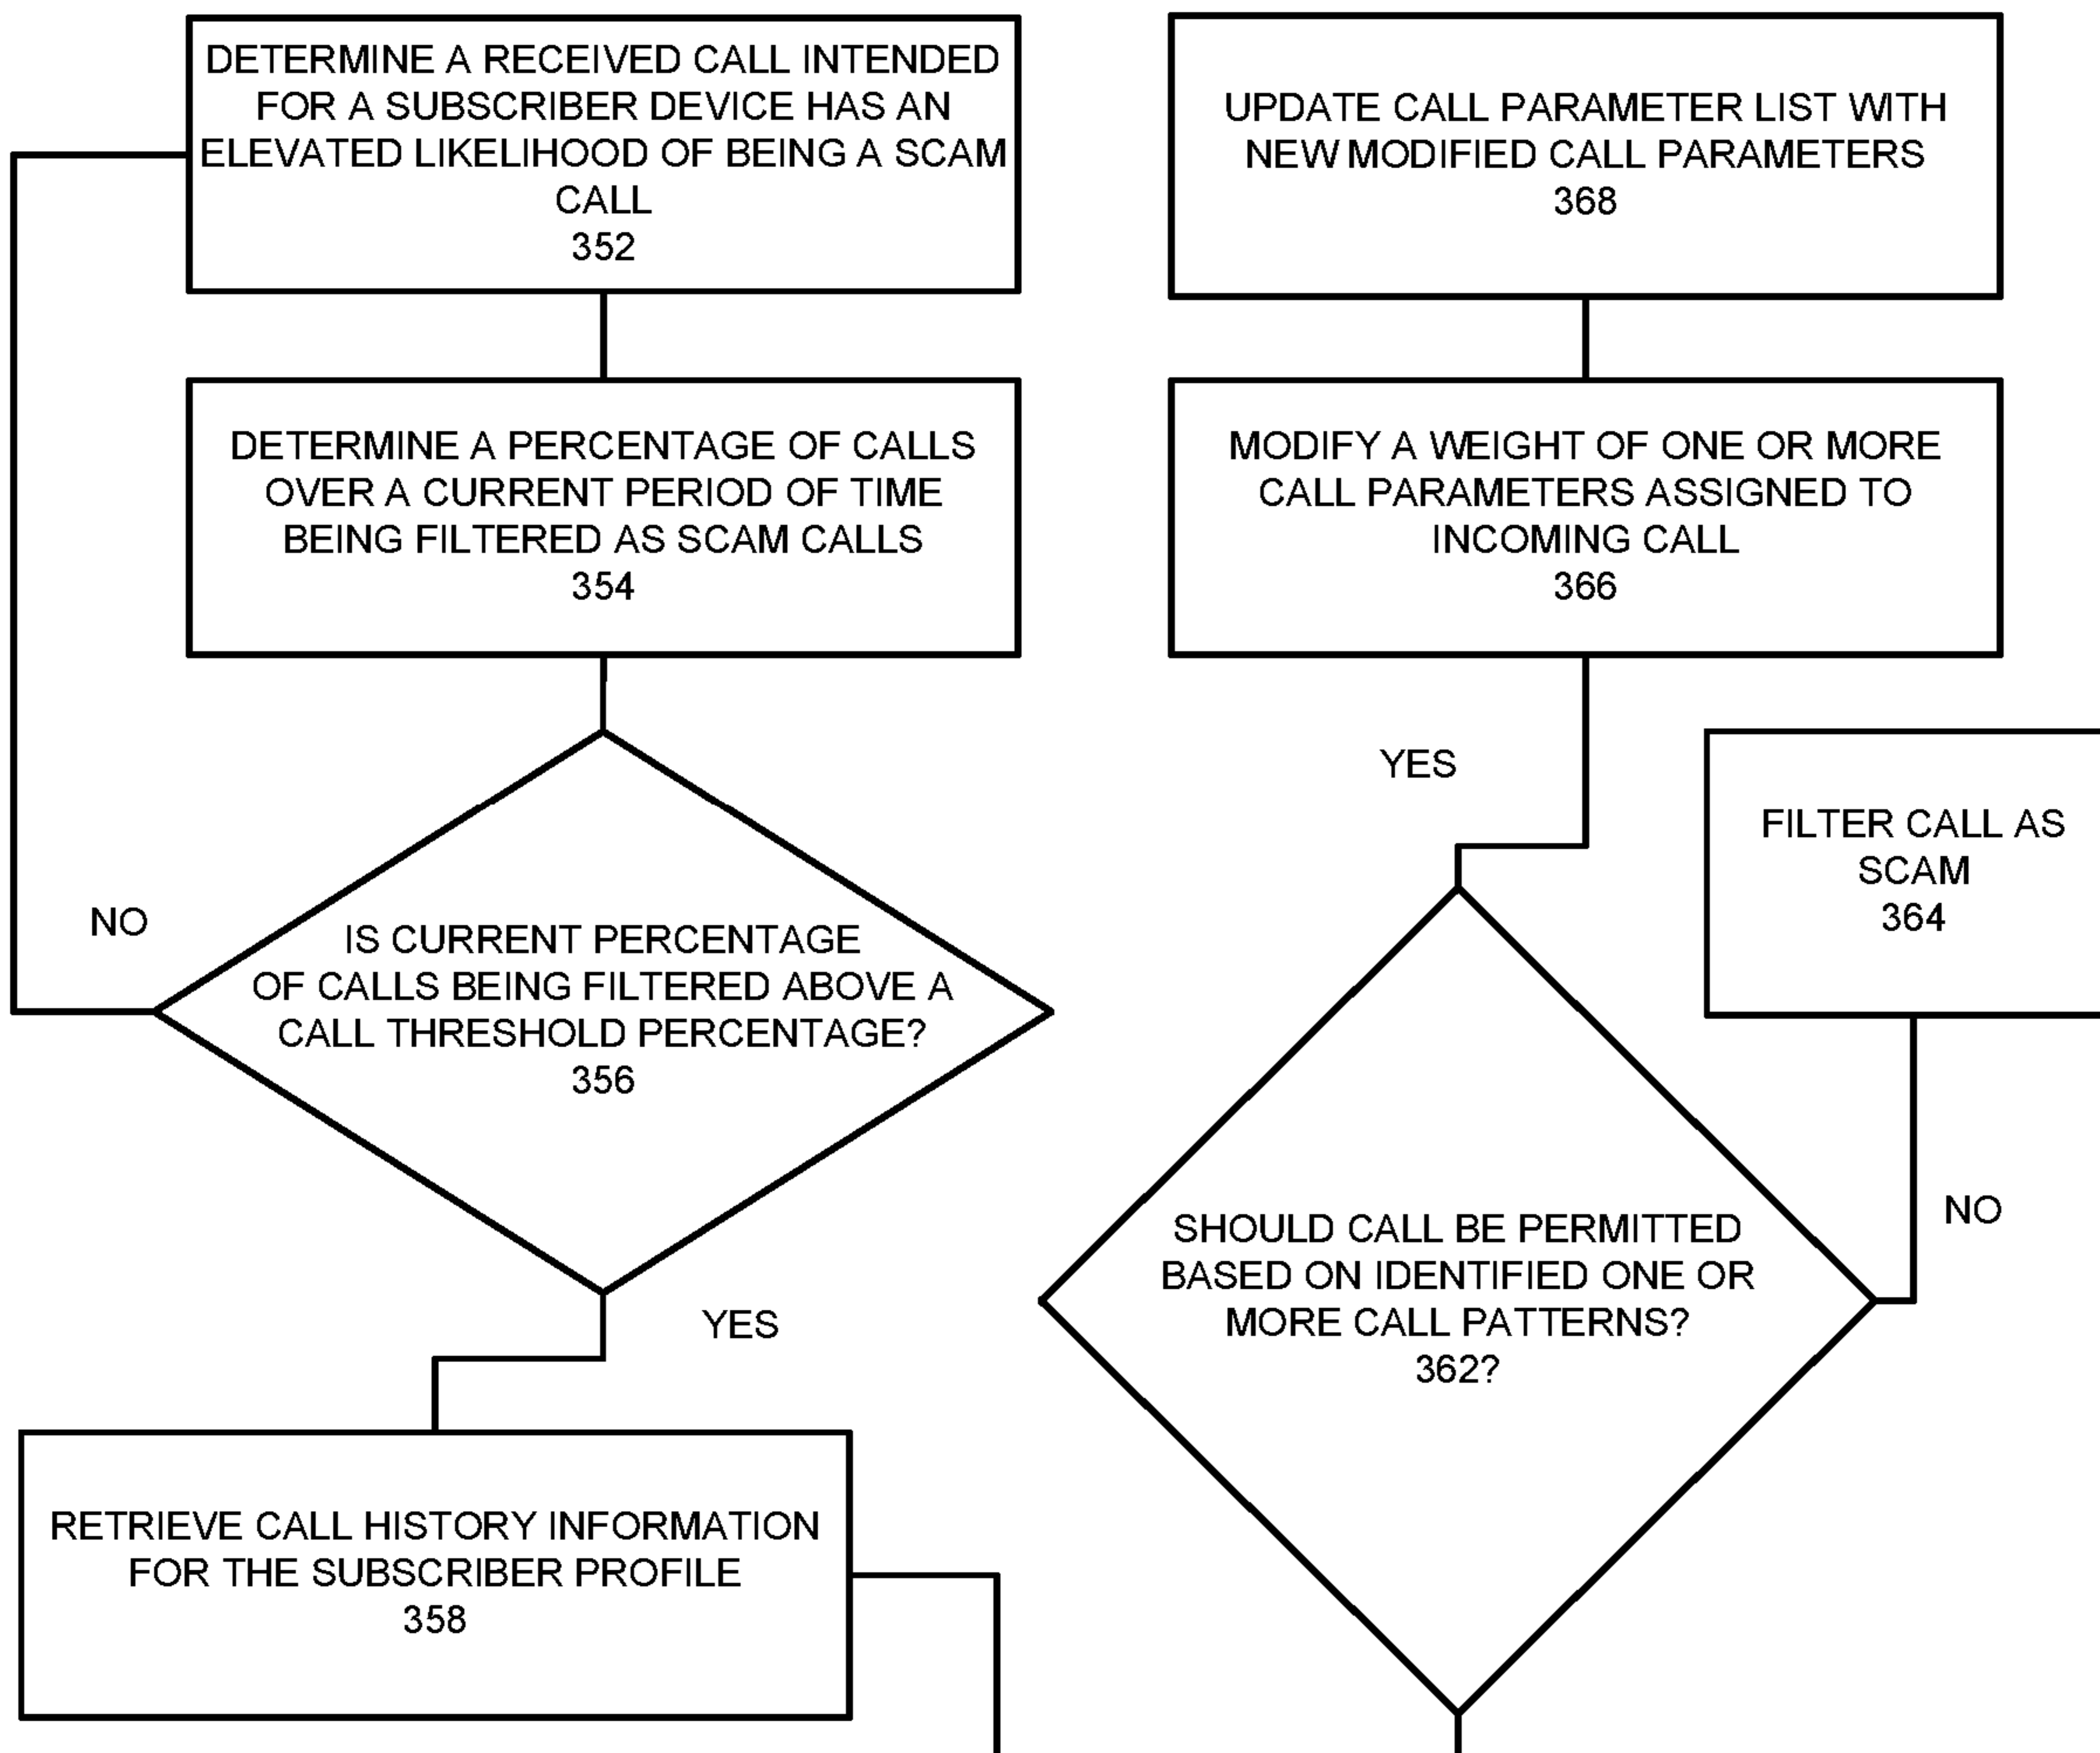 DETERMINE A RECEIVED CALL INTENDED
FOR A SUBSCRIBER DEVICE HAS AN
ELEVATED LIKELIHOOD OF BEING A SCAM
CALL
352
DETERMINE A PERCENTAGE OF CALLS
OVER A CURRENT PERIOD OF TIME
BEING FILTERED AS SCAM CALLS
354
NO
IS CURRENT PERCENTAGE
OF CALLS BEING FILTERED ABOVE A
CALL THRESHOLD PERCENTAGE?
356
YES
RETRIEVE CALL HISTORY INFORMATION
FOR THE SUBSCRIBER PROFILE
358
UPDATE CALL PARAMETER LIST WITH
NEW MODIFIED CALL PARAMETERS
368
MODIFY A WEIGHT OF ONE OR MORE
CALL PARAMETERS ASSIGNED TO
INCOMING CALL
366
YES
FILTER CALL AS
SCAM
364
NO
SHOULD CALL BE PERMITTED
BASED ON IDENTIFIED ONE OR
MORE CALL PATTERNS?
362?